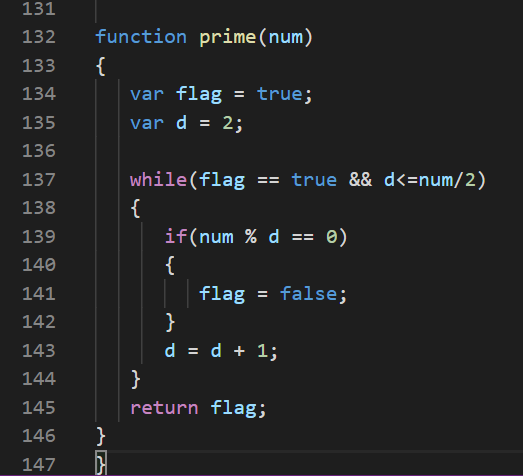 131
132 function prime(num)
133 {
134 var flag = true;
135 var d = 2;
136
137 while(flag == true && d<=num/2)
138 {
139 if(num % d == 0)
140 {
141 flag = false;
142 }
143 d = d + 1;
144 }
145 return flag;
146 }
147 }